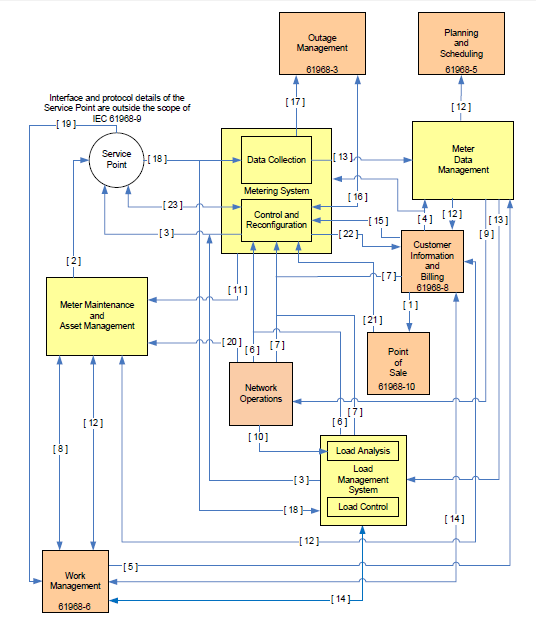 Outage
Management
61968-3
Planning
and
Scheduling
61968-5
Interface and protocol details of the
Service Point are outside the scope of
IEC 61968-9
[ 19 ]
[ 17 ]
[ 12 ]
Service
Point
[ 18 ]
Data Collection
[ 13 ]
Meter
Data
Management
Metering System
[ 16 ]
[ 23 ]
Control and
Reconfiguration
[ 15 ]
[ 4 ]
[ 12 ]
[ 13 ]
[ 3 ]
[ 22 ]
[ 9 ]
Customer
Information
and
Billing
61968-8
[ 2 ]
[ 7 ]
[ 11 ]
[ 1 ]
Meter Maintenance
and
Asset Management
[ 21 ]
[ 20 ]
[ 6 ]
[ 7 ]
Point
of
Sale
61968-10
Network
Operations
[ 12 ]
[ 6 ]
[ 7 ]
[ 10 ]
[ 8 ]
Load Analysis
Load
Management
System
Load Control
[ 3 ]
[ 18 ]
[ 14 ]
[ 12 ]
[ 5 ]
Work
Management
61968-6
[ 14 ]